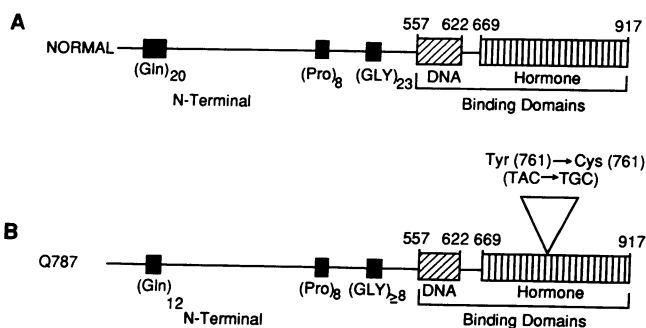 A
557 622 669 917
NORMAL
(Gln)20 (Pro)8 (GLY)23 DNA Hormone
N-Terminal Binding Domains
Tyr (761)→Cys (761)
(TAC→TGC)
B
557 622 669 917
Q787
(Gln)12 (Pro)8 (GLY)≥8 DNA Hormone
N-Terminal Binding Domains